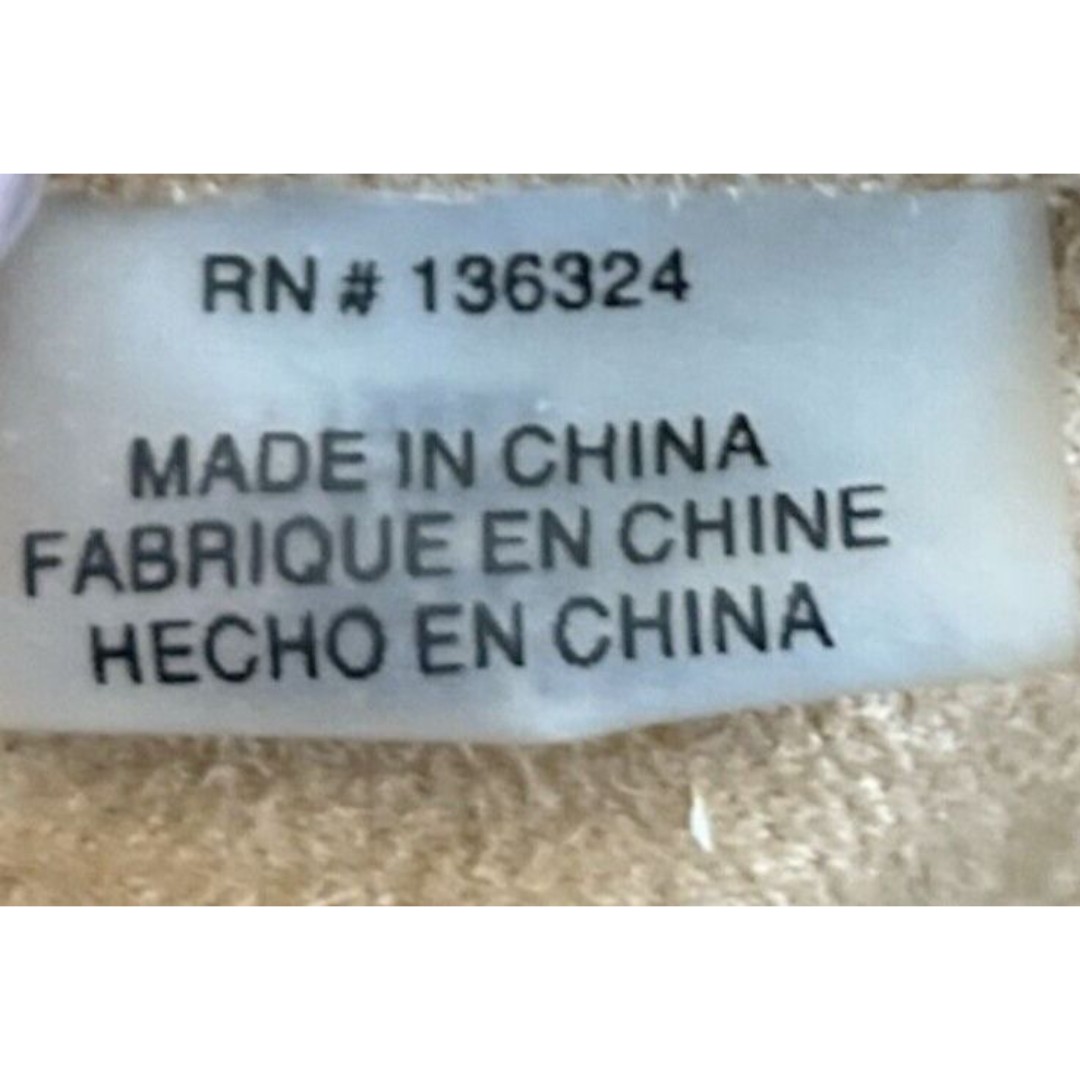 RN # 136324
MADE IN CHINA
FABRIQUE EN CHINE
HECHO EN CHINA